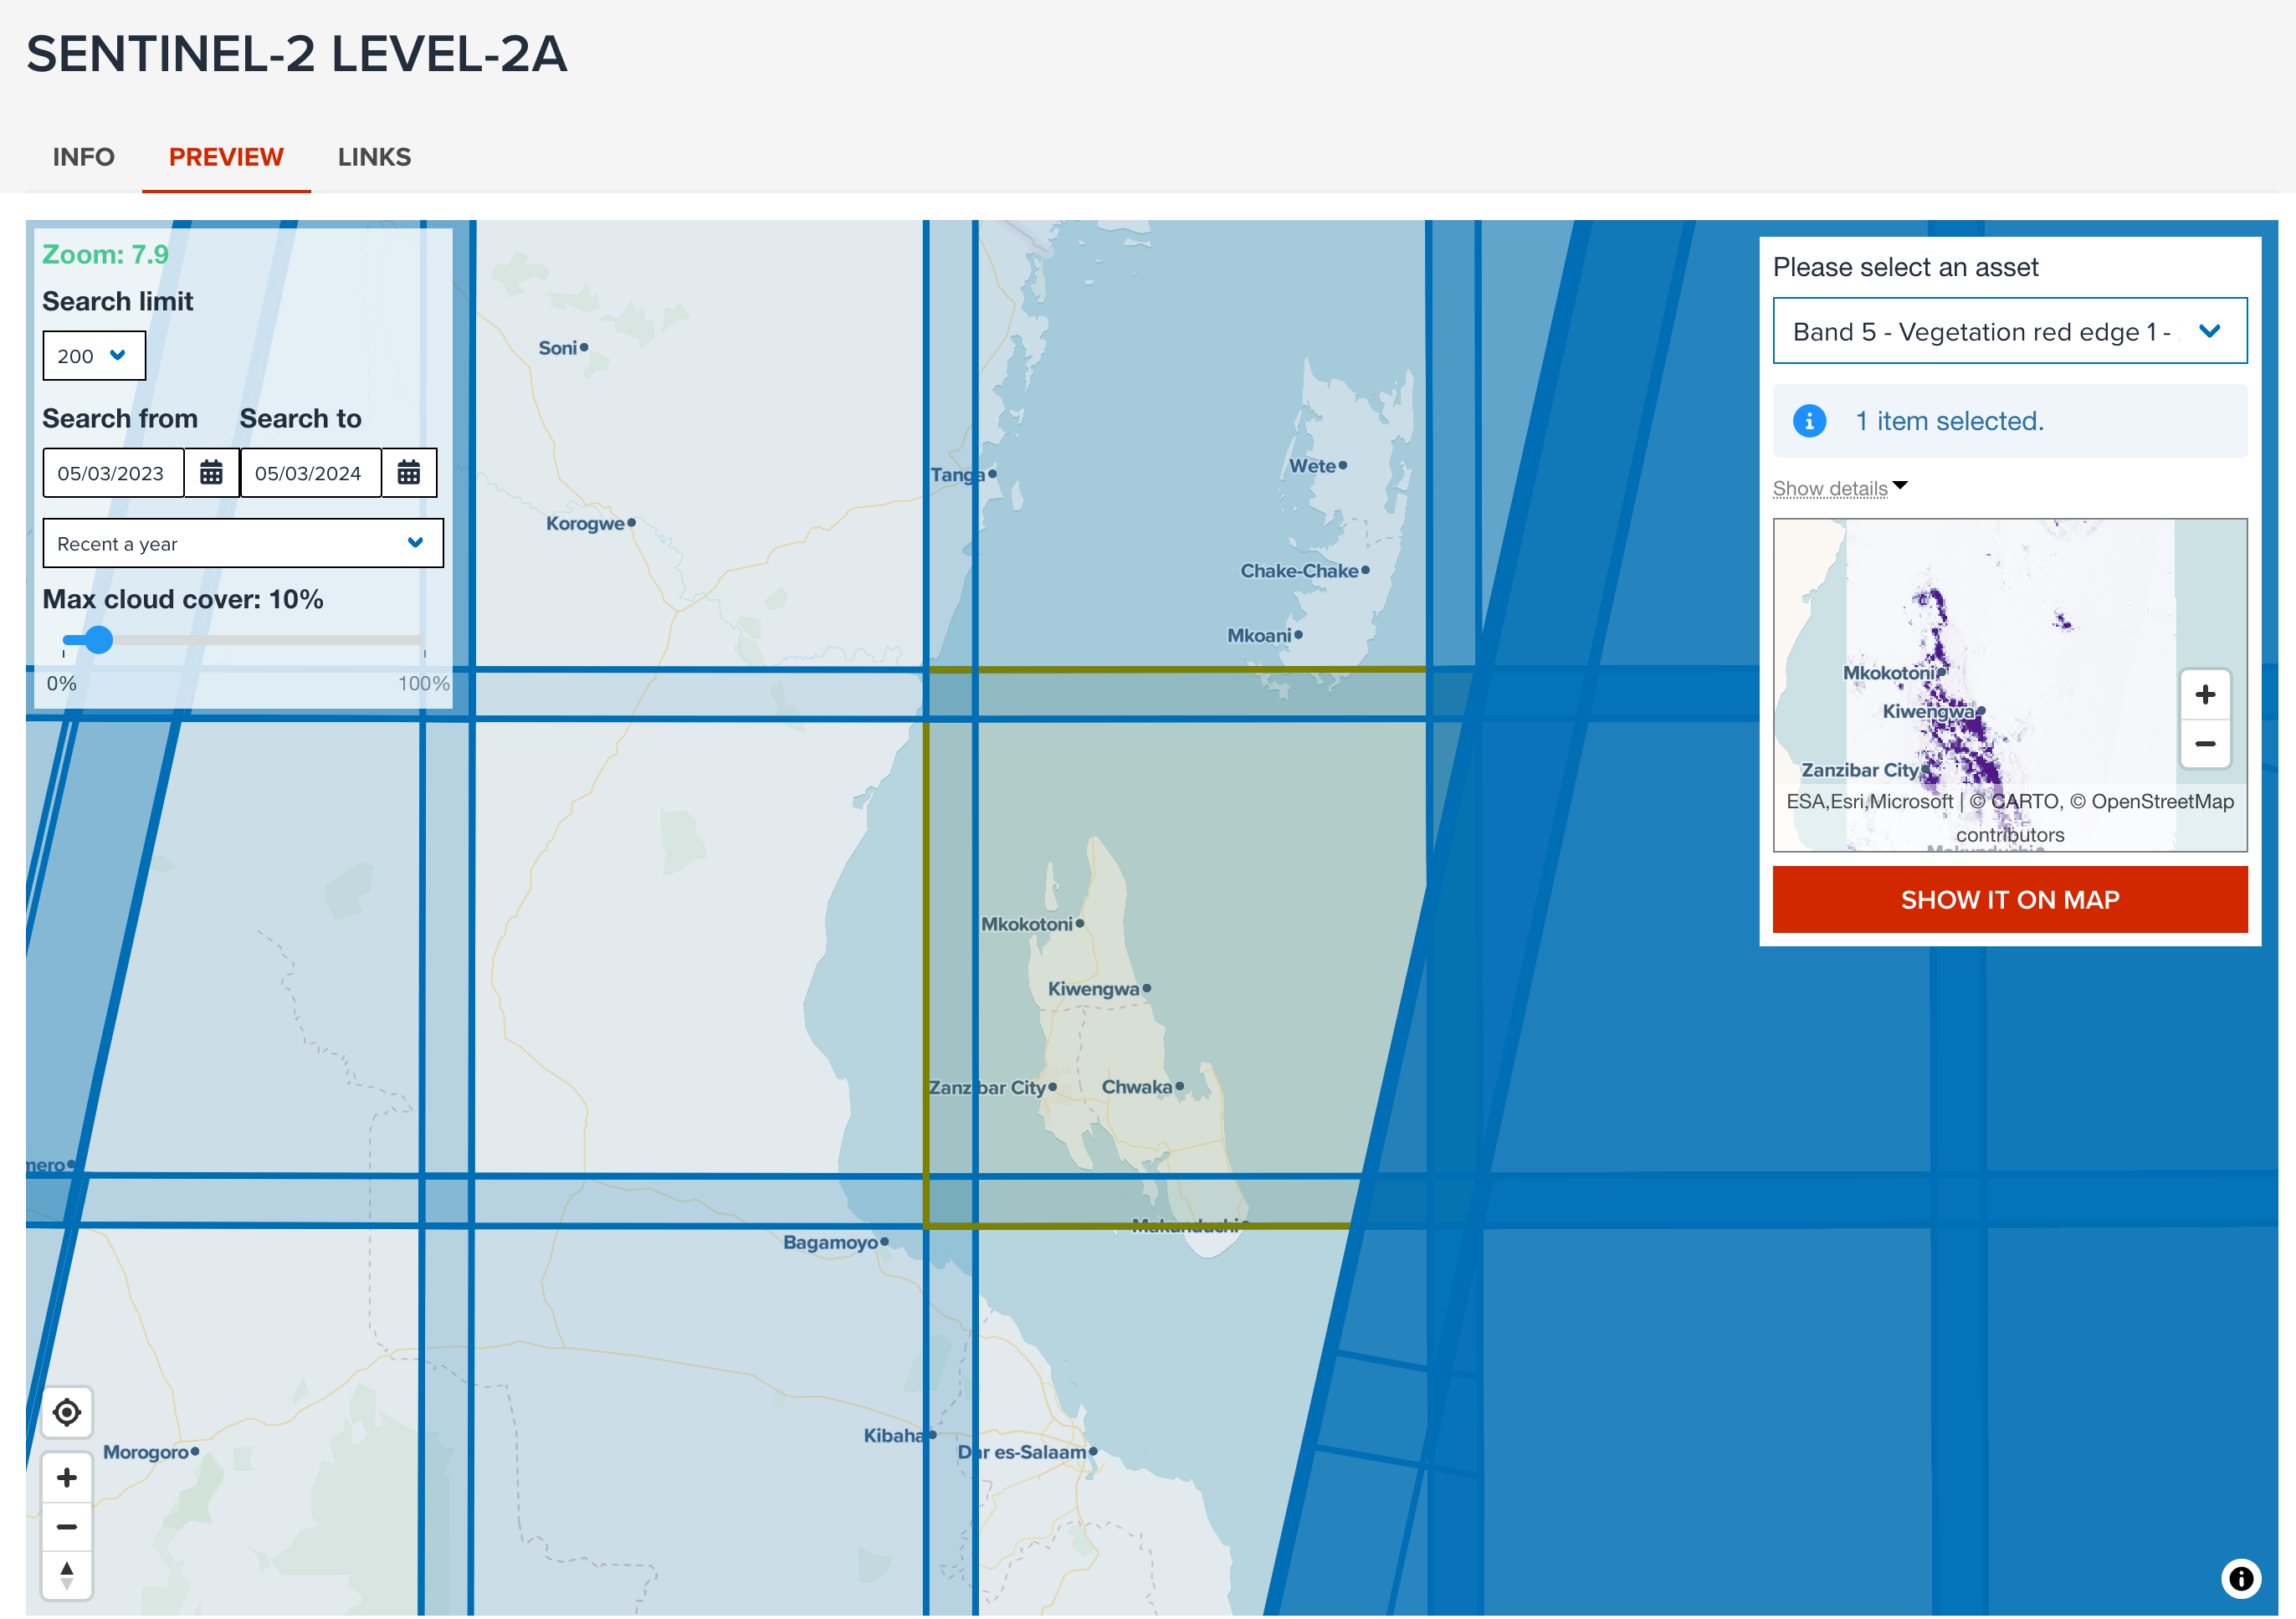 SENTINEL-2 LEVEL-2A
INFO
PREVIEW
LINKS
Zoom: 7.9
Search limit
200
Search from
Search to
05/03/2023
05/03/2024
Recent a year
Max cloud cover: 10%
0%
100%
Please select an asset
Band 5 - Vegetation red edge 1 -
1 item selected.
Show details
Mkokotoni
Kiwengwa
Zanzibar City
ESA,Esri,Microsoft | © CARTO, © OpenStreetMap
contributors
Makunduchi
SHOW IT ON MAP
Soni
Tanga
Korogwe
Wete
Chake-Chake
Mkoani
Mkokotoni
Kiwengwa
Zanzibar City
Chwaka
Makunduchi
Bagamoyo
Kibaha
Dar es-Salaam
Morogoro